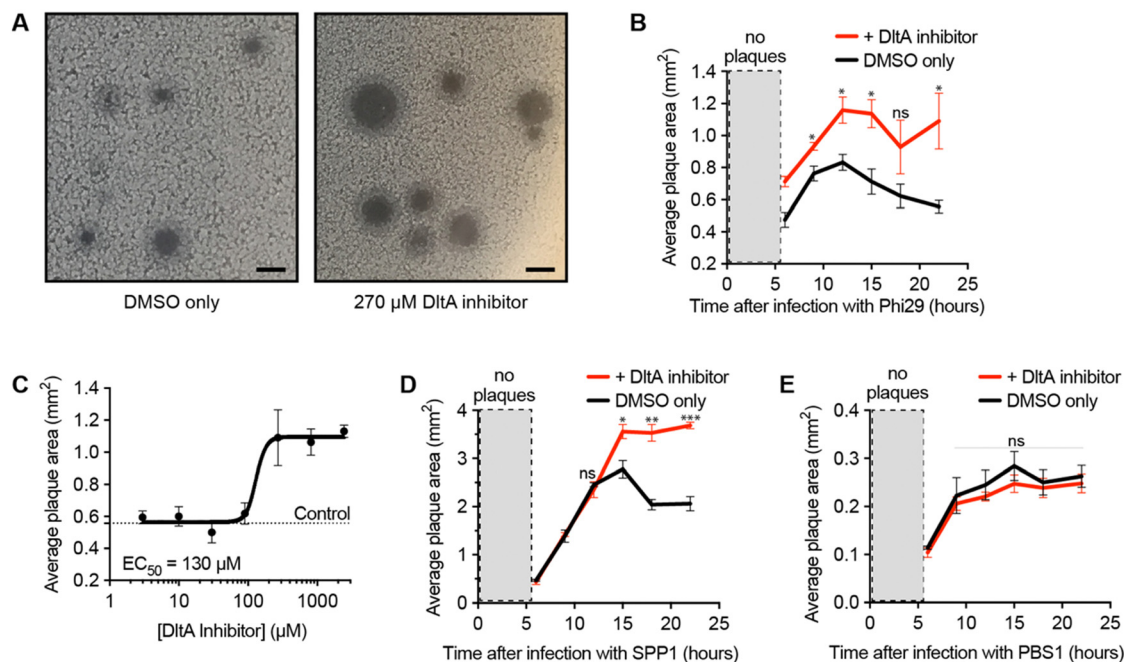 A
DMSO only
270 µM DltA inhibitor
B
no
plaques
+ DltA inhibitor
DMSO only
Average plaque area (mm²)
1.4
1.2
1.0
0.8
0.6
0.4
0.2
*
*
*
ns
*
0 5 10 15 20 25
Time after infection with Phi29 (hours)
C
Average plaque area (mm²)
1.4
1.2
1.0
0.8
0.6
0.4
0.2
Control
EC₅₀ = 130 µM
1 10 100 1000
[DltA Inhibitor] (µM)
D
no
plaques
+ DltA inhibitor
DMSO only
Average plaque area (mm²)
4
3
2
1
0
ns
*
**
***
0 5 10 15 20 25
Time after infection with SPP1 (hours)
E
no
plaques
+ DltA inhibitor
DMSO only
Average plaque area (mm²)
0.4
0.3
0.2
0.1
0.0
ns
0 5 10 15 20 25
Time after infection with PBS1 (hours)